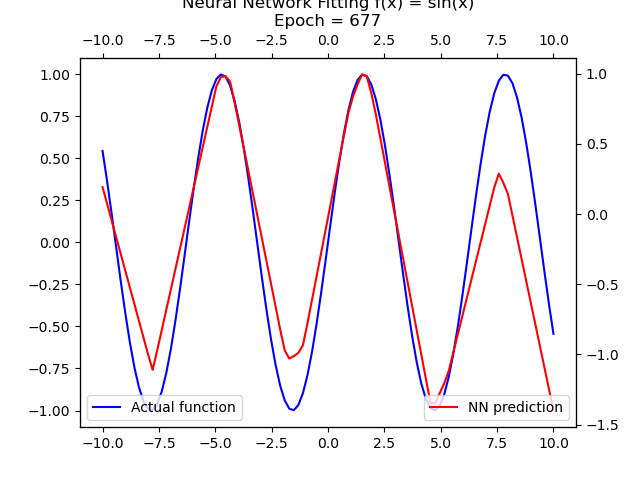 Neural Network Fitting f(x) = sin(x)
Epoch = 677
−10.0 −7.5 −5.0 −2.5 0.0 2.5 5.0 7.5 10.0
1.00 1.0
0.75
0.50 0.5
0.25
0.00 0.0
−0.25
−0.50 −0.5
−0.75
−1.00 −1.0
−1.5
Actual function NN prediction
−10.0 −7.5 −5.0 −2.5 0.0 2.5 5.0 7.5 10.0